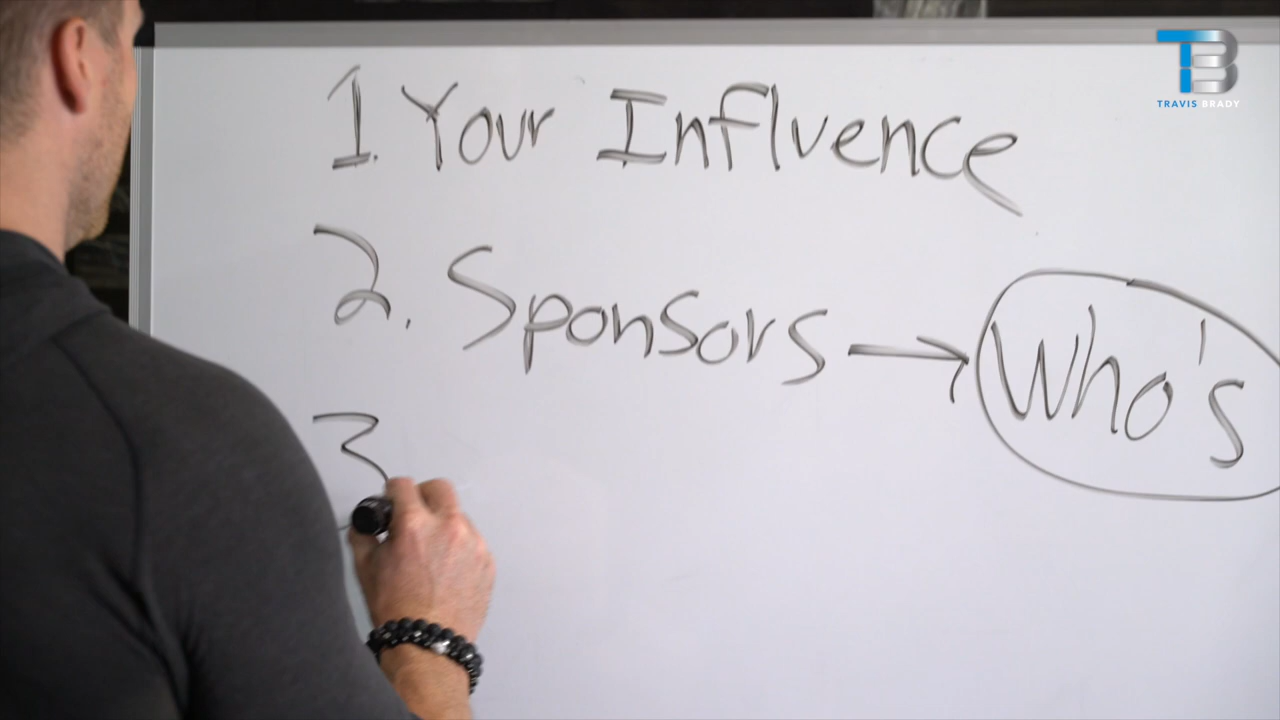 TB
TRAVIS BRADY
1. Your Influence
2. Sponsors → Who's
3